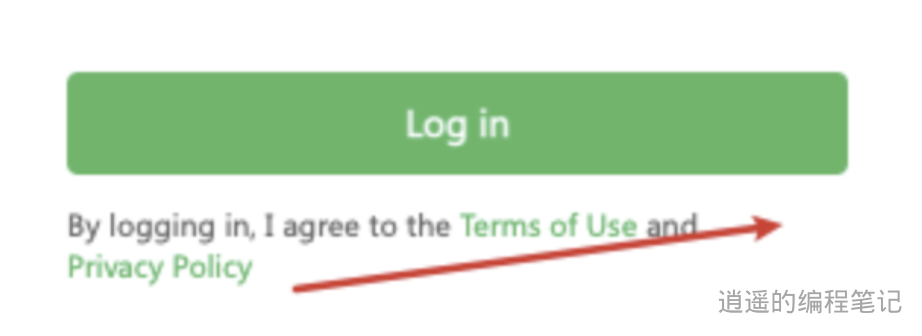 Log in
By logging in, I agree to the Terms of Use and
Privacy Policy
逍遥的编程笔记